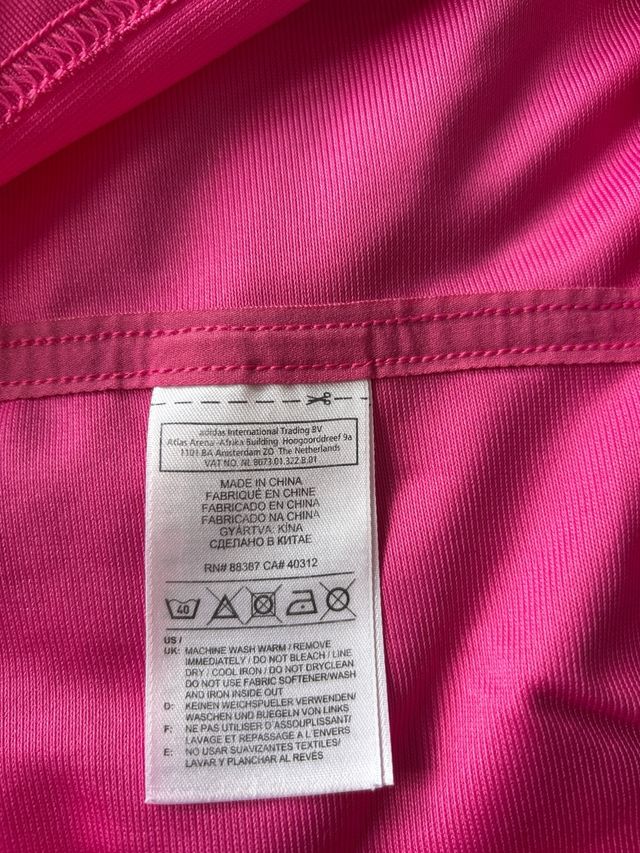 adidas International Trading BV
Atlas Arena -Afrika Building Hoogoorddreef 9a
1101 BA Amsterdam ZO The Netherlands
VAT NO. NL 8073.01.322.B.01
MADE IN CHINA
FABRIQUÉ EN CHINE
FABRICADO EN CHINA
FABRICADO NA CHINA
GYÁRTVA: KÍNA
СДЕЛАНО В КИТАЕ
RN# 88387 CA# 40312
40
US /
UK: MACHINE WASH WARM / REMOVE
IMMEDIATELY / DO NOT BLEACH / LINE
DRY / COOL IRON / DO NOT DRYCLEAN
DO NOT USE FABRIC SOFTENER/WASH
AND IRON INSIDE OUT
D: KEINEN WEICHSPUELER VERWENDEN/
WASCHEN UND BUEGELN VON LINKS
F: NE PAS UTILISER D'ASSOUPLISSANT/
LAVAGE ET REPASSAGE A L'ENVERS
E: NO USAR SUAVIZANTES TEXTILES/
LAVAR Y PLANCHAR AL REVÉS